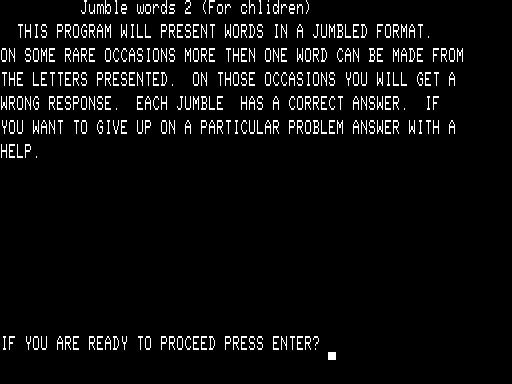 Jumble words 2 (For chlidren)
THIS PROGRAM WILL PRESENT WORDS IN A JUMBLED FORMAT.
ON SOME RARE OCCASIONS MORE THEN ONE WORD CAN BE MADE FROM
THE LETTERS PRESENTED.  ON THOSE OCCASIONS YOU WILL GET A
WRONG RESPONSE.  EACH JUMBLE  HAS A CORRECT ANSWER.  IF
YOU WANT TO GIVE UP ON A PARTICULAR PROBLEM ANSWER WITH A
HELP.
IF YOU ARE READY TO PROCEED PRESS ENTER?